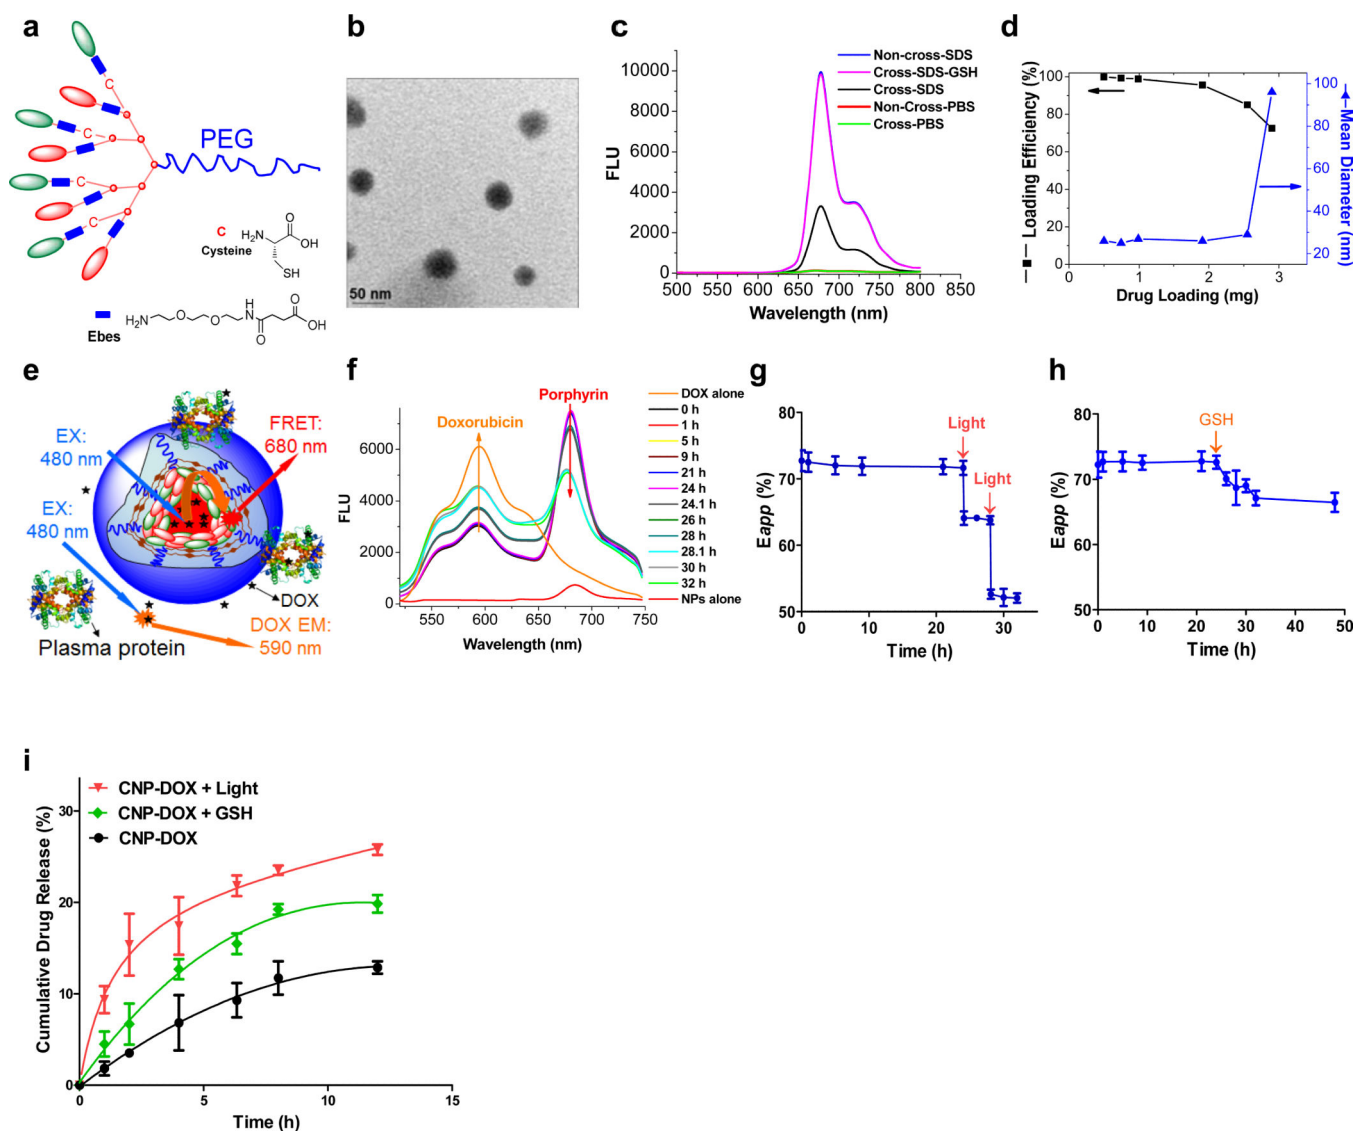 a
PEG
C
C
C
C
C
Cysteine
H₂N
O
OH
SH
Ebes
H₂N
O
O
H
N
O
O
OH
b
50 nm
c
Non-cross-SDS
Cross-SDS-GSH
Cross-SDS
Non-Cross-PBS
Cross-PBS
10000
8000
6000
4000
2000
0
FLU
500 550 600 650 700 750 800 850
Wavelength (nm)
d
Loading Efficiency (%)
100
80
60
40
20
0
0 1 2 3
Drug Loading (mg)
100
80
60
40
20
Mean Diameter (nm)
e
EX:
480 nm
FRET:
680 nm
EX:
480 nm
DOX
DOX EM:
590 nm
Plasma protein
f
Doxorubicin
Porphyrin
6000
4000
2000
0
FLU
550 600 650 700 750
Wavelength (nm)
DOX alone
0 h
1 h
5 h
9 h
21 h
24 h
24.1 h
26 h
28 h
28.1 h
30 h
32 h
NPs alone
g
Light
Light
80
70
60
50
Eapp (%)
0 10 20 30
Time (h)
h
GSH
80
70
60
50
Eapp (%)
0 10 20 30 40 50
Time (h)
i
CNP-DOX + Light
CNP-DOX + GSH
CNP-DOX
30
20
10
0
Cumulative Drug Release (%)
0 5 10 15
Time (h)